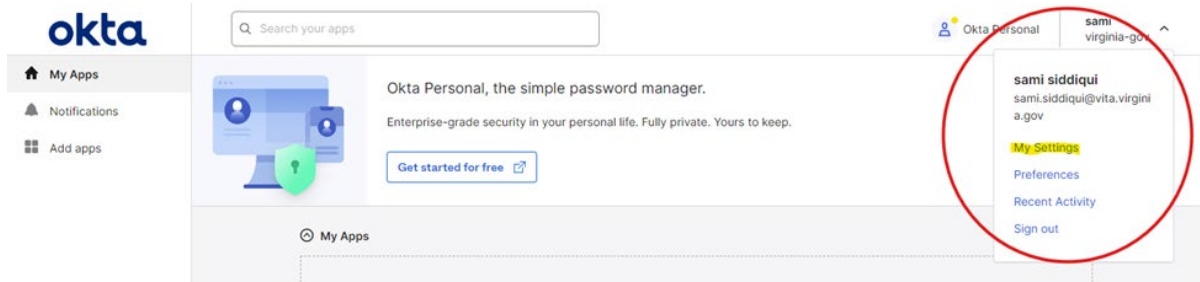 okta
Search your apps
Okta Personal
sami
virginia-gov
My Apps
Notifications
Add apps
Okta Personal, the simple password manager.
Enterprise-grade security in your personal life. Fully private. Yours to keep.
Get started for free
sami siddiqui
sami.siddiqui@vita.virgini
a.gov
My Settings
Preferences
Recent Activity
Sign out
My Apps